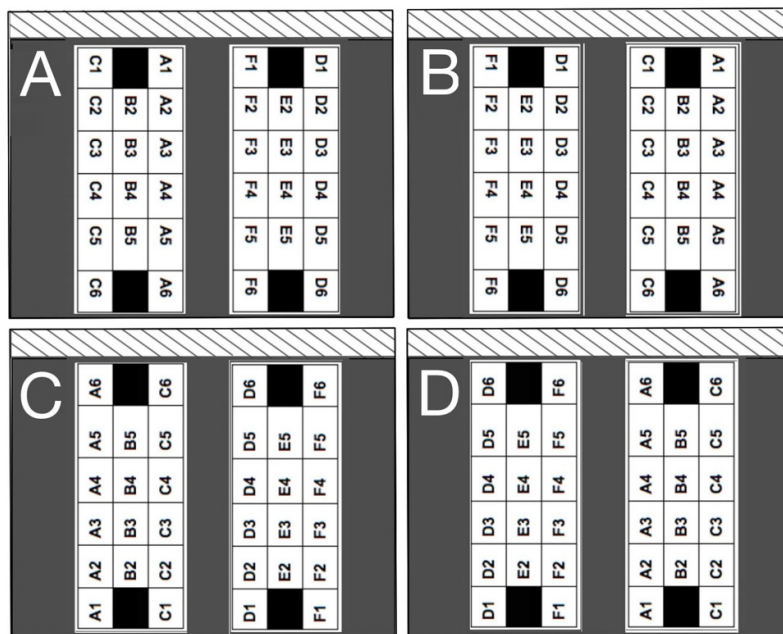 A
C1 A1 F1 D1
C2 B2 A2 F2 E2 D2
C3 B3 A3 F3 E3 D3
C4 B4 A4 F4 E4 D4
C5 B5 A5 F5 E5 D5
C6 A6 F6 D6
B
F1 D1 C1 A1
F2 E2 D2 C2 B2 A2
F3 E3 D3 C3 B3 A3
F4 E4 D4 C4 B4 A4
F5 E5 D5 C5 B5 A5
F6 D6 C6 A6
C
A6 C6 D6 F6
A5 B5 C5 D5 E5 F5
A4 B4 C4 D4 E4 F4
A3 B3 C3 D3 E3 F3
A2 B2 C2 D2 E2 F2
A1 C1 D1 F1
D
D6 F6 A6 C6
D5 E5 F5 A5 B5 C5
D4 E4 F4 A4 B4 C4
D3 E3 F3 A3 B3 C3
D2 E2 F2 A2 B2 C2
D1 F1 A1 C1